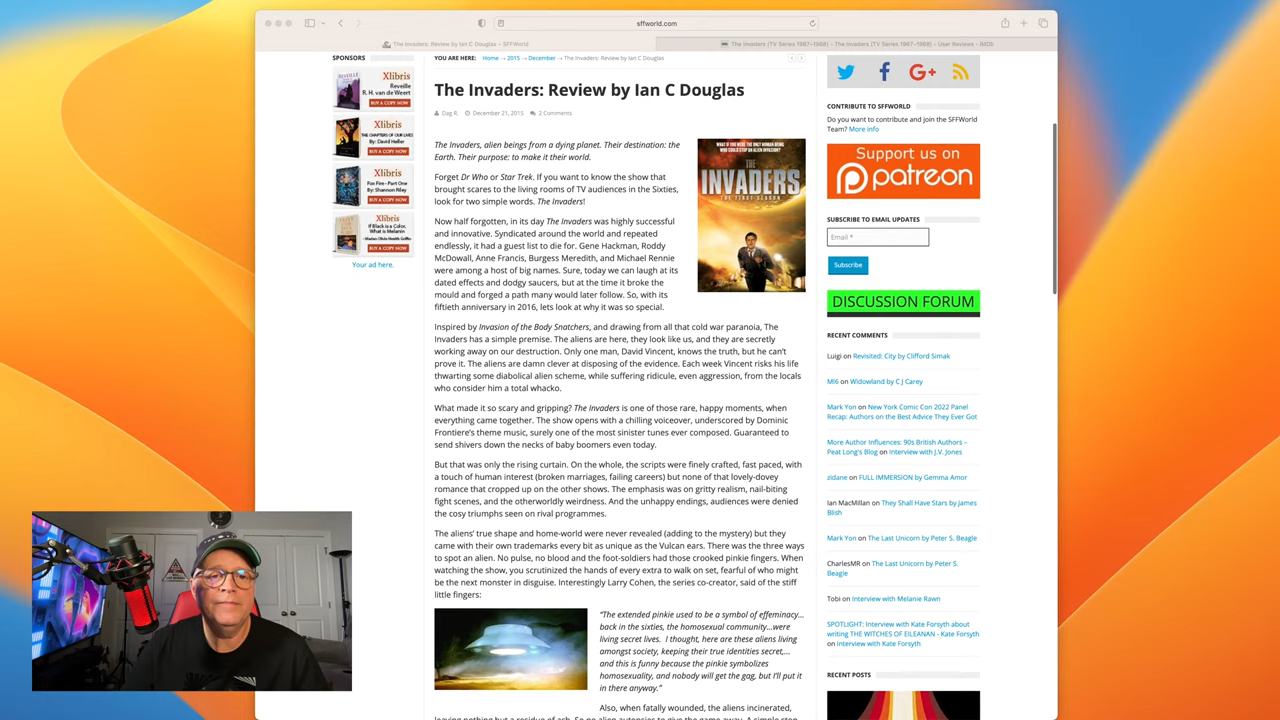 sffworld.com
The Invaders: Review by Ian C Douglas – SFFWorld
The Invaders (TV Series 1967–1968) - The Invaders (TV Series 1967–1968) - User Reviews - IMDb
SPONSORS
Xlibris
Reveille
R. H. van de Weert
BUY A COPY NOW
Xlibris
THE CHAPTERS OF OUR LIVES
By: David Heller
BUY A COPY NOW
Xlibris
Fox Fire - Part One
By: Shannon Riley
BUY A COPY NOW
Xlibris
If Black is a Color,
What is Melanin
BUY A COPY NOW
Your ad here.
YOU ARE HERE: Home → 2015 → December → The Invaders: Review by Ian C Douglas
The Invaders: Review by Ian C Douglas
Dag R. December 21, 2015 2 Comments
The Invaders, alien beings from a dying planet. Their destination: the
Earth. Their purpose: to make it their world.
Forget Dr Who or Star Trek. If you want to know the show that
brought scares to the living rooms of TV audiences in the Sixties,
look for two simple words. The Invaders!
Now half forgotten, in its day The Invaders was highly successful
and innovative. Syndicated around the world and repeated
endlessly, it had a guest list to die for. Gene Hackman, Roddy
McDowall, Anne Francis, Burgess Meredith, and Michael Rennie
were among a host of big names. Sure, today we can laugh at its
dated effects and dodgy saucers, but at the time it broke the
mould and forged a path many would later follow. So, with its
fiftieth anniversary in 2016, lets look at why it was so special.
WHAT IF YOU WERE THE ONLY HUMAN BEING
WHO COULD STOP AN ALIEN INVASION?
THE
INVADERS
THE FIRST SEASON
Inspired by Invasion of the Body Snatchers, and drawing from all that cold war paranoia, The
Invaders has a simple premise. The aliens are here, they look like us, and they are secretly
working away on our destruction. Only one man, David Vincent, knows the truth, but he can't
prove it. The aliens are damn clever at disposing of the evidence. Each week Vincent risks his life
thwarting some diabolical alien scheme, while suffering ridicule, even aggression, from the locals
who consider him a total whacko.
What made it so scary and gripping? The Invaders is one of those rare, happy moments, when
everything came together. The show opens with a chilling voiceover, underscored by Dominic
Frontiere's theme music, surely one of the most sinister tunes ever composed. Guaranteed to
send shivers down the necks of baby boomers even today.
But that was only the rising curtain. On the whole, the scripts were finely crafted, fast paced, with
a touch of human interest (broken marriages, failing careers) but none of that lovely-dovey
romance that cropped up on the other shows. The emphasis was on gritty realism, nail-biting
fight scenes, and the otherworldly weirdness. And the unhappy endings, audiences were denied
the cosy triumphs seen on rival programmes.
The aliens' true shape and home-world were never revealed (adding to the mystery) but they
came with their own trademarks every bit as unique as the Vulcan ears. There was the three ways
to spot an alien. No pulse, no blood and the foot-soldiers had those crooked pinkie fingers. When
watching the show, you scrutinized the hands of every extra to walk on set, fearful of who might
be the next monster in disguise. Interestingly Larry Cohen, the series co-creator, said of the stiff
little fingers:
"The extended pinkie used to be a symbol of effeminacy...
back in the sixties, the homosexual community...were
living secret lives. I thought, here are these aliens living
amongst society, keeping their true identities secret,...
and this is funny because the pinkie symbolizes
homosexuality, and nobody will get the gag, but I'll put it
in there anyway."
Also, when fatally wounded, the aliens incinerated,
CONTRIBUTE TO SFFWORLD
Do you want to contribute and join the SFFWorld
Team? More info
Support us on
patreon
SUBSCRIBE TO EMAIL UPDATES
Email *
Subscribe
DISCUSSION FORUM
RECENT COMMENTS
Luigi on Revisited: City by Clifford Simak
MI6 on Widowland by C J Carey
Mark Yon on New York Comic Con 2022 Panel
Recap: Authors on the Best Advice They Ever Got
More Author Influences: 90s British Authors –
Peat Long's Blog on Interview with J.V. Jones
zidane on FULL IMMERSION by Gemma Amor
Ian MacMillan on They Shall Have Stars by James
Blish
Mark Yon on The Last Unicorn by Peter S. Beagle
CharlesMR on The Last Unicorn by Peter S.
Beagle
Tobi on Interview with Melanie Rawn
SPOTLIGHT: Interview with Kate Forsyth about
writing THE WITCHES OF EILEANAN - Kate Forsyth
on Interview with Kate Forsyth
RECENT POSTS